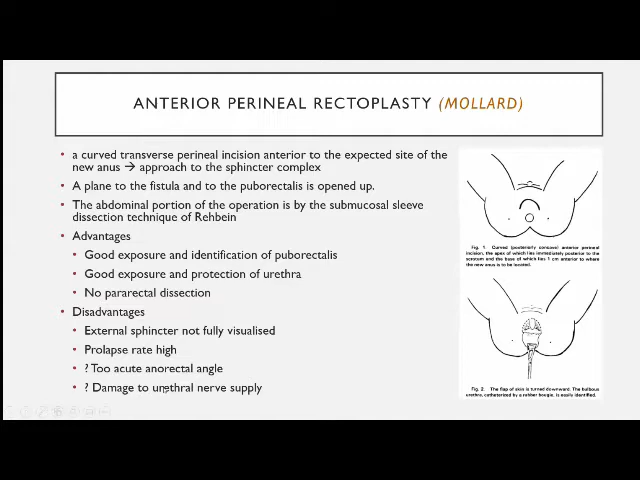 ANTERIOR PERINEAL RECTOPLASTY (MOLLARD)
• a curved transverse perineal incision anterior to the expected site of the
new anus → approach to the sphincter complex
• A plane to the fistula and to the puborectalis is opened up.
• The abdominal portion of the operation is by the submucosal sleeve
dissection technique of Rehbein
• Advantages
• Good exposure and identification of puborectalis
• Good exposure and protection of urethra
• No pararectal dissection
• Disadvantages
• External sphincter not fully visualised
• Prolapse rate high
• ? Too acute anorectal angle
• ? Damage to urethral nerve supply
Fig. 1. Curved (posteriorly concave) anterior perineal
incision, the apex of which lies immediately posterior to the
scrotum and the base of which lies 1 cm anterior to where
the new anus is to be located.
Fig. 2. The flap of skin is turned downward. The bulbous
urethra, catheterized by a rubber bougie, is easily identified.